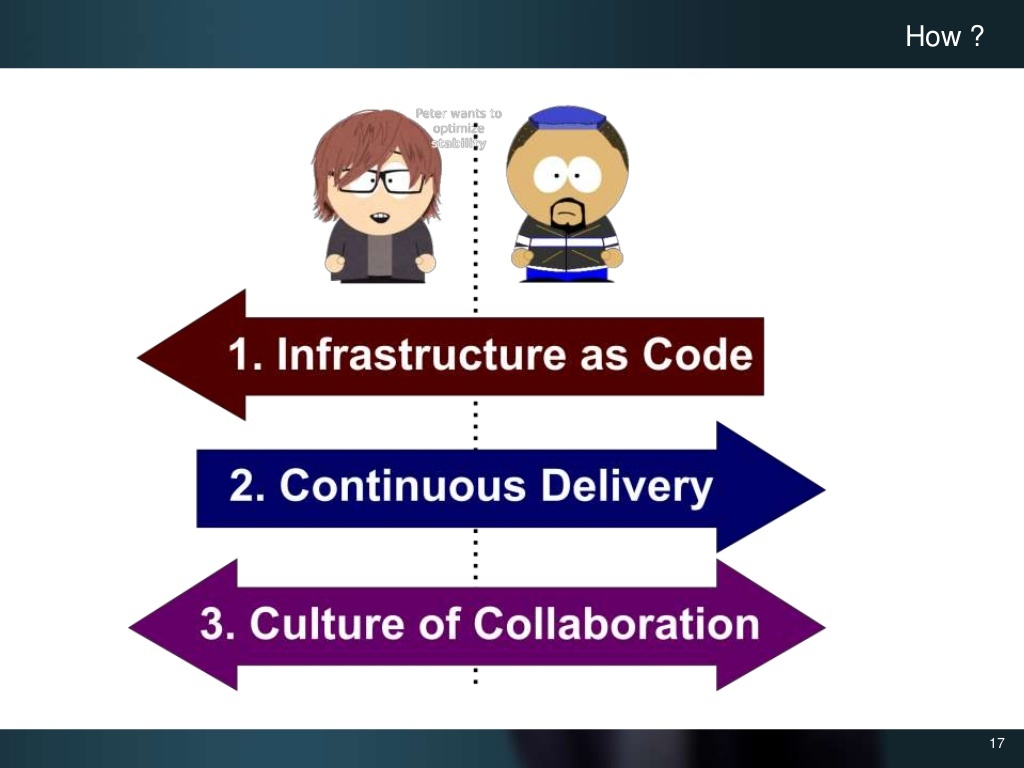 How ?
Peter wants to
optimize
stability
1. Infrastructure as Code
2. Continuous Delivery
3. Culture of Collaboration
17